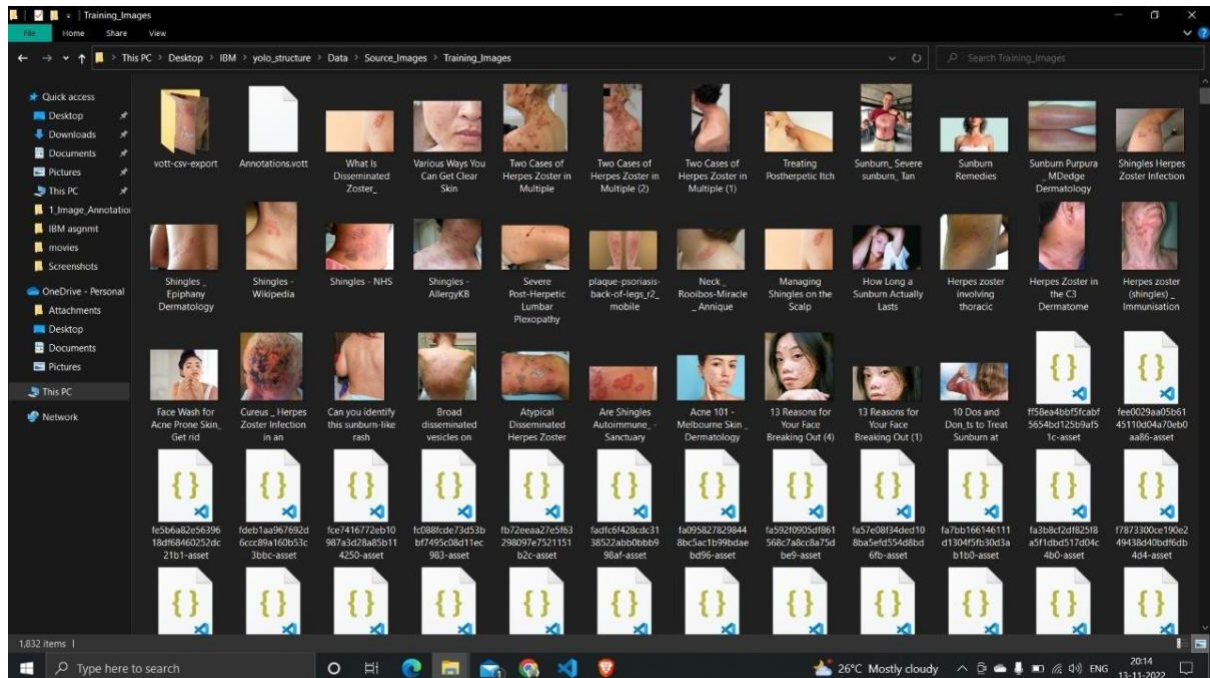 Training_Images
File Home Share View
This PC > Desktop > IBM > yolo_structure > Data > Source_Images > Training_Images
Search Training_Images
Quick access
Desktop
Downloads
Documents
Pictures
This PC
1_Image_Annotation
IBM asgnmt
movies
Screenshots
OneDrive - Personal
Attachments
Desktop
Documents
Pictures
This PC
Network
vott-csv-export
Annotations.vott
What Is
Disseminated
Zoster_
Various Ways You
Can Get Clear
Skin
Two Cases of
Herpes Zoster in
Multiple
Two Cases of
Herpes Zoster in
Multiple (2)
Two Cases of
Herpes Zoster in
Multiple (1)
Treating
Postherpetic Itch
Sunburn_ Severe
sunburn_ Tan
Sunburn
Remedies
Sunburn Purpura
_ MDedge
Dermatology
Shingles Herpes
Zoster Infection
Shingles _
Epiphany
Dermatology
Shingles -
Wikipedia
Shingles - NHS
Shingles -
AllergyKB
Severe
Post-Herpetic
Lumbar
Plexopathy
plaque-psoriasis-
back-of-legs_r2_
mobile
Neck _
Rooibos-Miracle
_ Annique
Managing
Shingles on the
Scalp
How Long a
Sunburn Actually
Lasts
Herpes zoster
involving
thoracic
Herpes Zoster in
the C3
Dermatome
Herpes zoster
(shingles) _
Immunisation
Face Wash for
Acne Prone Skin_
Get rid
Cureus _ Herpes
Zoster Infection
in an
Can you identify
this sunburn-like
rash
Broad
disseminated
vesicles on
Atypical
Disseminated
Herpes Zoster
Are Shingles
Autoimmune_ -
Sanctuary
Acne 101 -
Melbourne Skin _
Dermatology
13 Reasons for
Your Face
Breaking Out (4)
13 Reasons for
Your Face
Breaking Out (1)
10 Dos and
Don_ts to Treat
Sunburn at
ff58ea4bbf5fcabf
5654bd125b9af5
1c-asset
fee0029aa05b61
45110d04a70eb0
aa86-asset
fe5b6a82e56396
18df68460252dc
21b1-asset
fdeb1aa967692d
6ccc89a160b53c
3bbc-asset
fce7416772eb10
987a3d28a85b11
4250-asset
fc088fcde73d53b
bf7495c08d11ec
983-asset
fb72eeaa27e5f63
298097e7521151
b2c-asset
fadfc6f428cdc31
38522abb0bbb9
98af-asset
fa095827829844
8bc5ac1b99bdae
bd96-asset
fa592f0905df861
568c7a8cc8a75d
be9-asset
fa57e08f34ded10
8ba5efd554d8bd
6fb-asset
fa7bb166146111
d1304f5fb30d3a
b1b0-asset
fa3b8cf2df825f8
a5f1dbd517d04c
4b0-asset
f7873300ce190e2
49438d40bdf6db
4d4-asset
1,832 items
Type here to search
26°C Mostly cloudy
ENG
20:14
13-11-2022